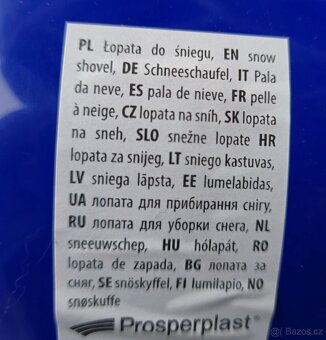 PL Łopata do śniegu, EN snow
shovel, DE Schneeschaufel, IT Pala
da neve, ES pala de nieve, FR pelle
à neige, CZ lopata na sníh, SK lopata
na sneh, SLO snežne lopate HR
lopata za snijeg, LT sniego kastuvas,
LV sniega lāpsta, EE lumelabidas,
UA лопата для прибирання снігу,
RU лопата для уборки снега, NL
sneeuwschep, HU hólapát, RO
lopata de zapada, BG лопата за
сняг, SE snöskyffel, FI lumilapio, NO
snøskuffe
Prosperplast®
© Bazos.cz